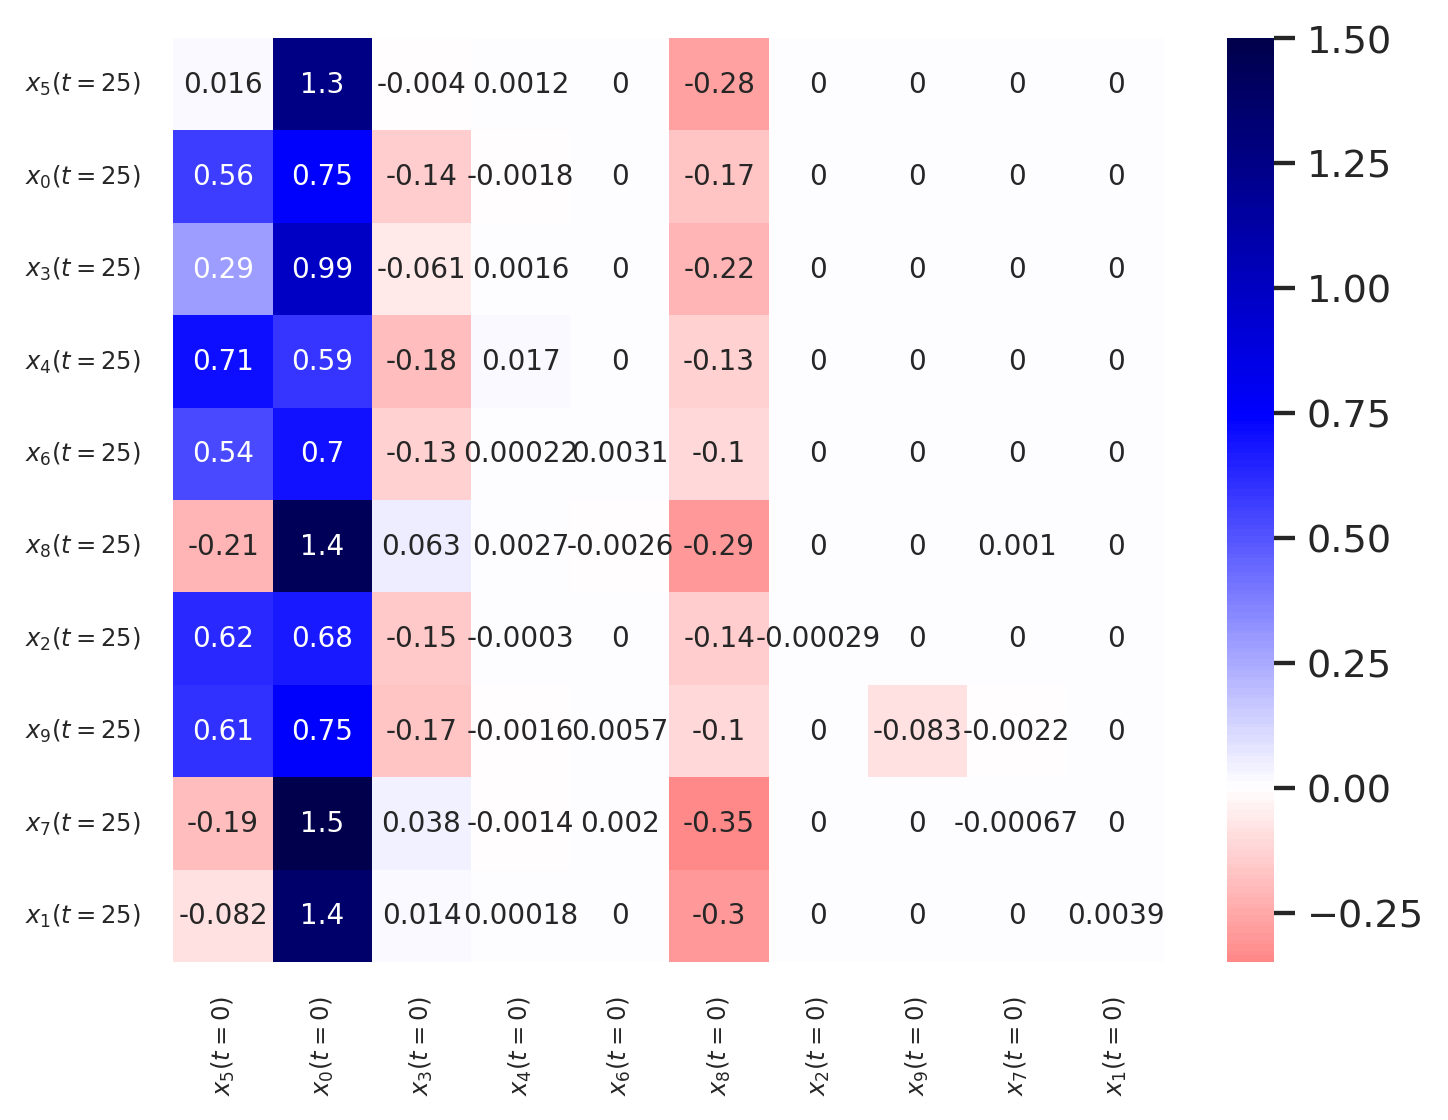 x₅(t = 25) 0.016 1.3 -0.004 0.0012 0 -0.28 0 0 0 0
x₀(t = 25) 0.56 0.75 -0.14 -0.0018 0 -0.17 0 0 0 0
x₃(t = 25) 0.29 0.99 -0.061 0.0016 0 -0.22 0 0 0 0
x₄(t = 25) 0.71 0.59 -0.18 0.017 0 -0.13 0 0 0 0
x₆(t = 25) 0.54 0.7 -0.13 0.00022 0.0031 -0.1 0 0 0 0
x₈(t = 25) -0.21 1.4 0.063 0.0027 -0.0026 -0.29 0 0 0.001 0
x₂(t = 25) 0.62 0.68 -0.15 -0.0003 0 -0.14 -0.00029 0 0 0
x₉(t = 25) 0.61 0.75 -0.17 -0.0016 0.0057 -0.1 0 -0.083 -0.0022 0
x₇(t = 25) -0.19 1.5 0.038 -0.0014 0.002 -0.35 0 0 -0.00067 0
x₁(t = 25) -0.082 1.4 0.014 0.00018 0 -0.3 0 0 0 0.0039
x₅(t = 0)
x₀(t = 0)
x₃(t = 0)
x₄(t = 0)
x₆(t = 0)
x₈(t = 0)
x₂(t = 0)
x₉(t = 0)
x₇(t = 0)
x₁(t = 0)
1.50
1.25
1.00
0.75
0.50
0.25
0.00
−0.25